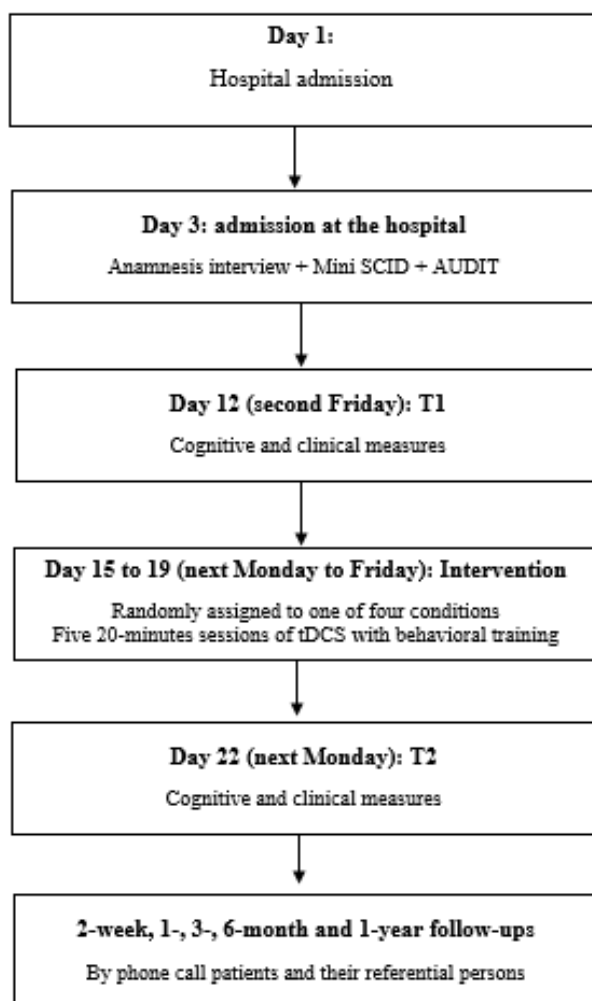 Day 1:
Hospital admission
Day 3: admission at the hospital
Anamnesis interview + Mini SCID + AUDIT
Day 12 (second Friday): T1
Cognitive and clinical measures
Day 15 to 19 (next Monday to Friday): Intervention
Randomly assigned to one of four conditions
Five 20-minutes sessions of tDCS with behavioral training
Day 22 (next Monday): T2
Cognitive and clinical measures
2-week, 1-, 3-, 6-month and 1-year follow-ups
By phone call patients and their referential persons